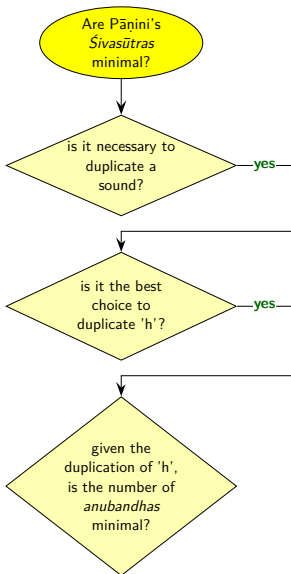 Are Pāṇini's
Śivasūtras
minimal?
is it necessary to
duplicate a
sound?
yes
is it the best
choice to
duplicate 'h'?
yes
given the
duplication of 'h',
is the number of
anubandhas
minimal?